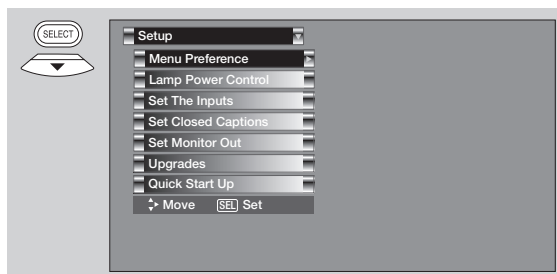 SELECT
Setup
Menu Preference
Lamp Power Control
Set The Inputs
Set Closed Captions
Set Monitor Out
Upgrades
Quick Start Up
Move SEL Set